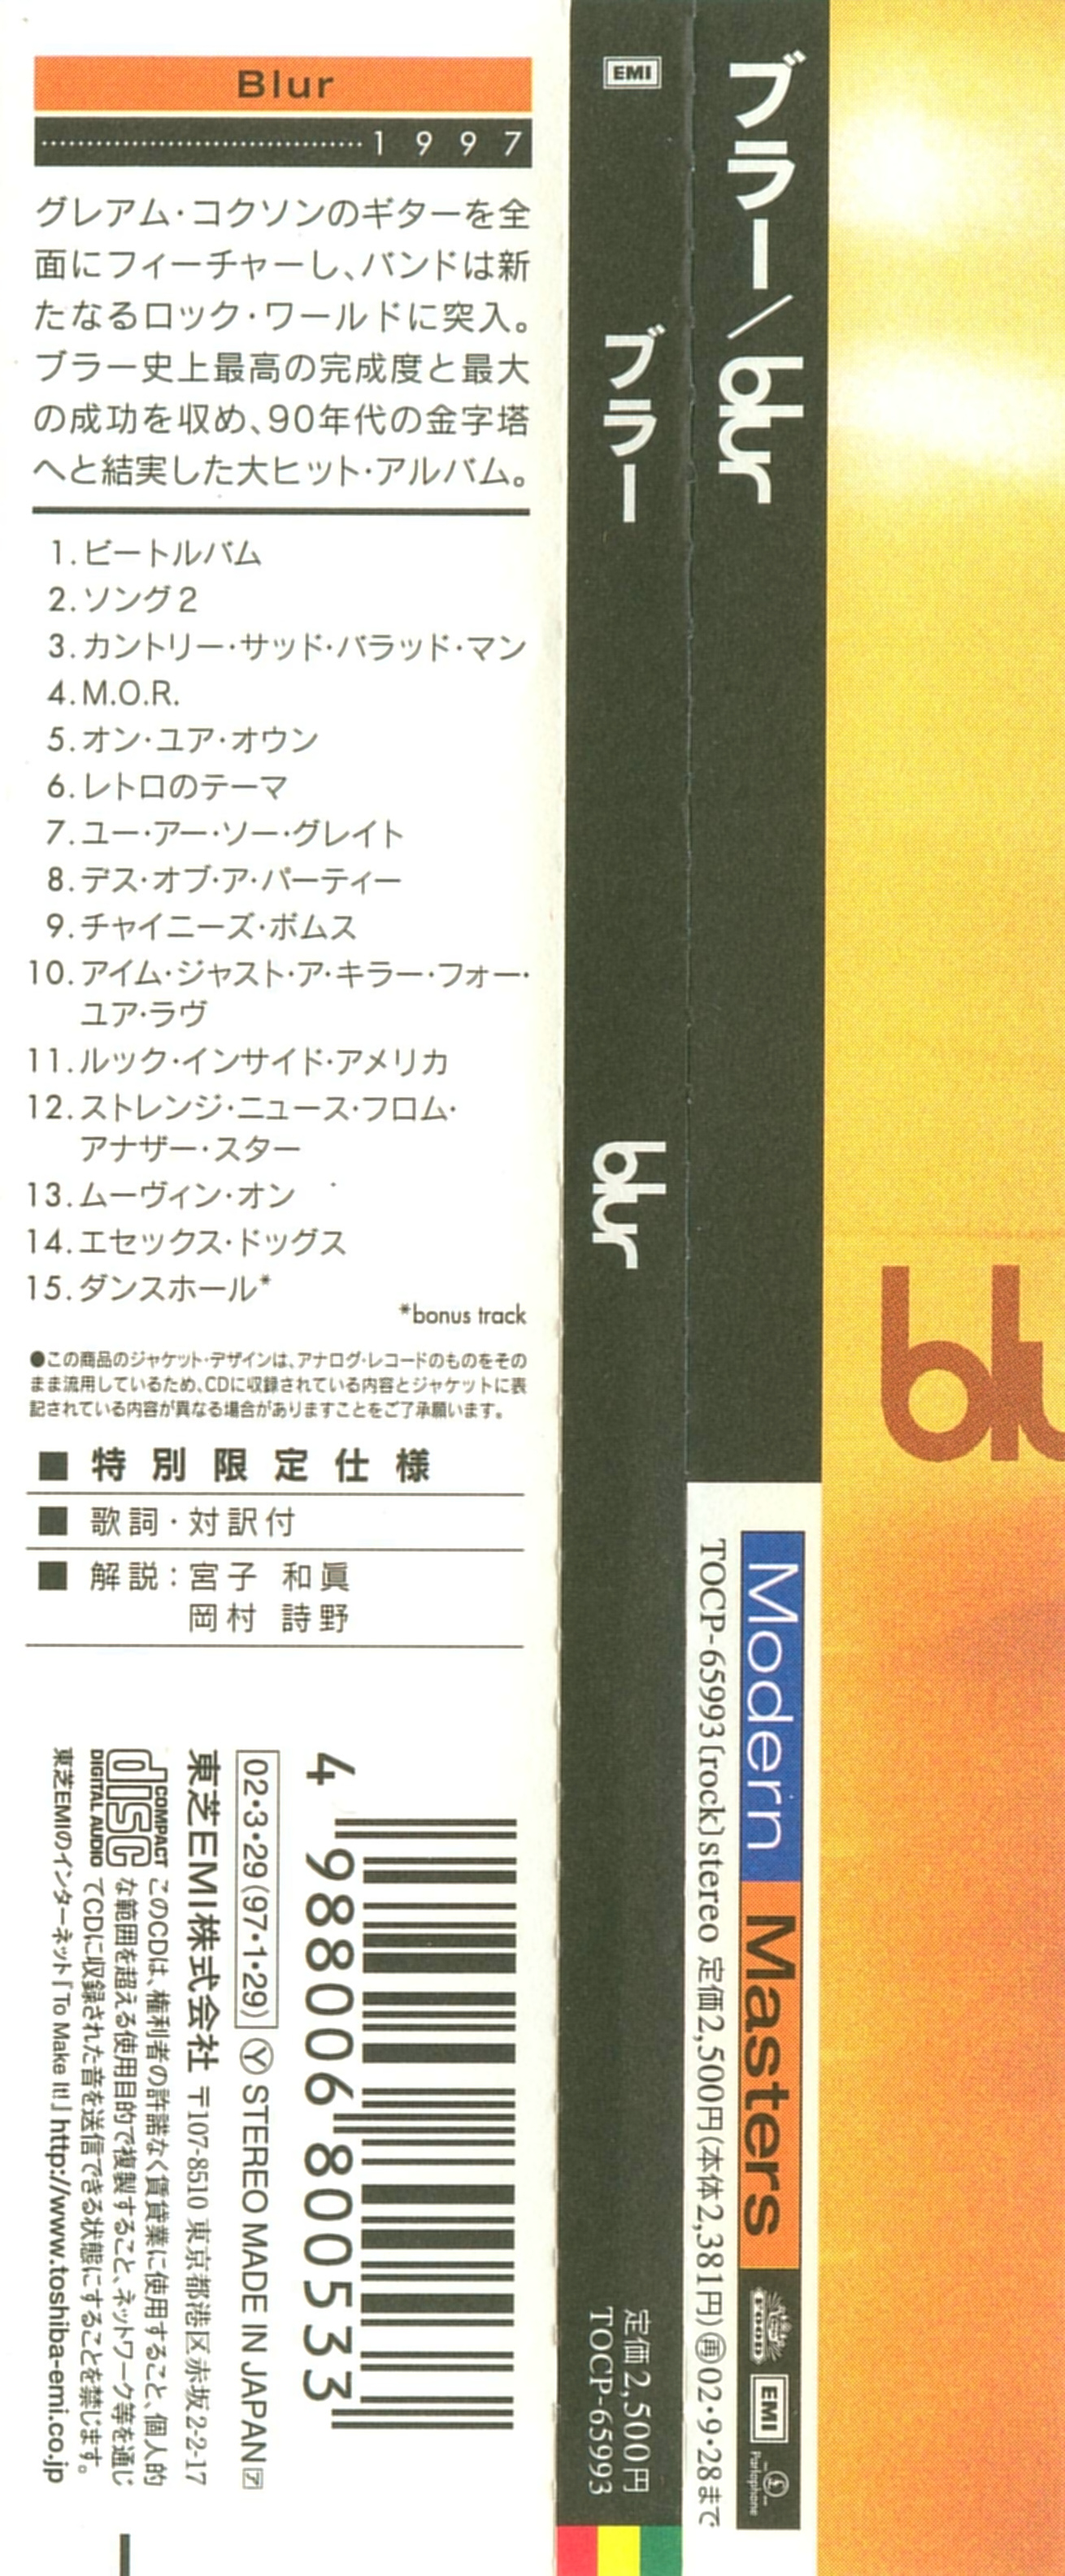 Blur
1997
グレアム・コクソンのギターを全
面にフィーチャーし、バンドは新
たなるロック・ワールドに突入。
ブラー史上最高の完成度と最大
の成功を収め、90年代の金字塔
へと結実した大ヒット・アルバム。
1. ビートルバム
2. ソング2
3. カントリー・サッド・バラッド・マン
4. M.O.R.
5. オン・ユア・オウン
6. レトロのテーマ
7. ユー・アー・ソー・グレイト
8. デス・オブ・ア・パーティー
9. チャイニーズ・ボムス
10. アイム・ジャスト・ア・キラー・フォー・
ユア・ラヴ
11. ルック・インサイド・アメリカ
12. ストレンジ・ニュース・フロム・
アナザー・スター
13. ムーヴィン・オン
14. エセックス・ドッグス
15. ダンスホール*
*bonus track
●この商品のジャケット・デザインは、アナログ・レコードのものをその
まま流用しているため、CDに収録されている内容とジャケットに表
記されている内容が異なる場合がありますことをご了承願います。
■ 特別限定仕様
■ 歌詞・対訳付
■ 解説：宮子 和眞
岡村 詩野
4 988006 800533
02・3・29(97・1・29) Ⓨ STEREO MADE IN JAPAN ア
東芝EMI株式会社 〒107-8510 東京都港区赤坂2-2-17
COMPACT disc DIGITAL AUDIO
このCDは、権利者の許諾なく賃貸業に使用すること、個人的
な範囲を超える使用目的で複製すること、ネットワーク等を通じ
てCDに収録された音を送信できる状態にすることを禁じます。
東芝EMIのインターネット『To Make It!』http://www.toshiba-emi.co.jp
EMI
ブラー
blur
定価2,500円
TOCP-65993
ブラー/blur
Modern Masters
FOOD
EMI
Parlophone
TOCP-65993〔rock〕stereo 定価2,500円(本体2,381円) ㊞02・9・28まで
blu